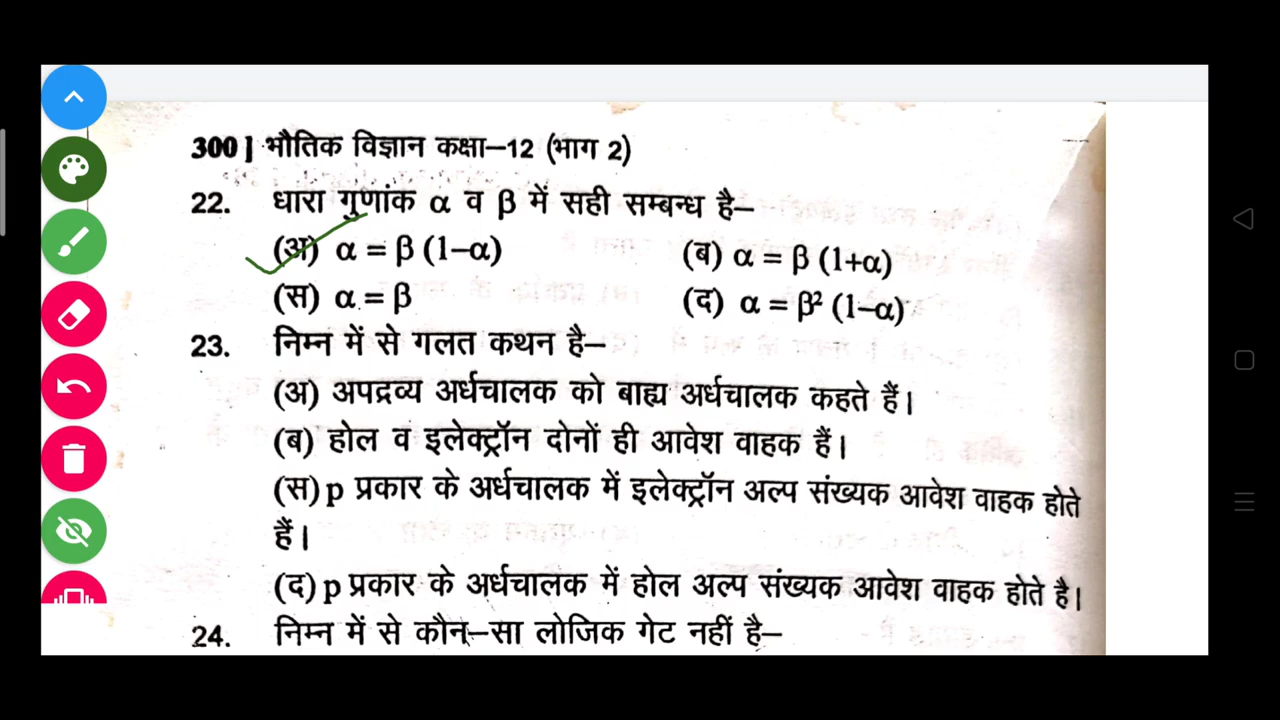 300] भौतिक विज्ञान कक्षा–12 (भाग 2)
22. धारा गुणांक α व β में सही सम्बन्ध है–
(अ) α = β (1–α) (ब) α = β (1+α)
(स) α = β (द) α = β² (1–α)
23. निम्न में से गलत कथन है–
(अ) अपद्रव्य अर्धचालक को बाह्य अर्धचालक कहते हैं।
(ब) होल व इलेक्ट्रॉन दोनों ही आवेश वाहक हैं।
(स) p प्रकार के अर्धचालक में इलेक्ट्रॉन अल्प संख्यक आवेश वाहक होते
हैं।
(द) p प्रकार के अर्धचालक में होल अल्प संख्यक आवेश वाहक होते है।
24. निम्न में से कौन–सा लोजिक गेट नहीं है–